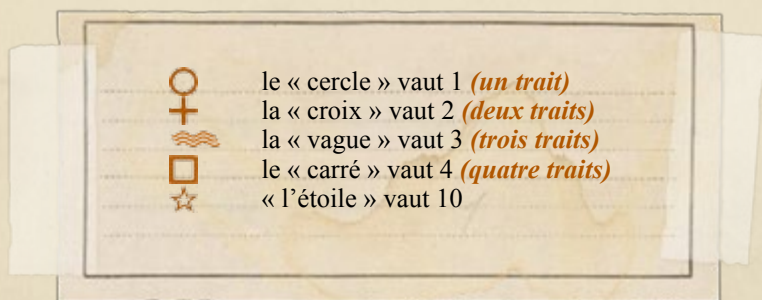 le « cercle » vaut 1 (un trait)
la « croix » vaut 2 (deux traits)
la « vague » vaut 3 (trois traits)
le « carré » vaut 4 (quatre traits)
« l’étoile » vaut 10